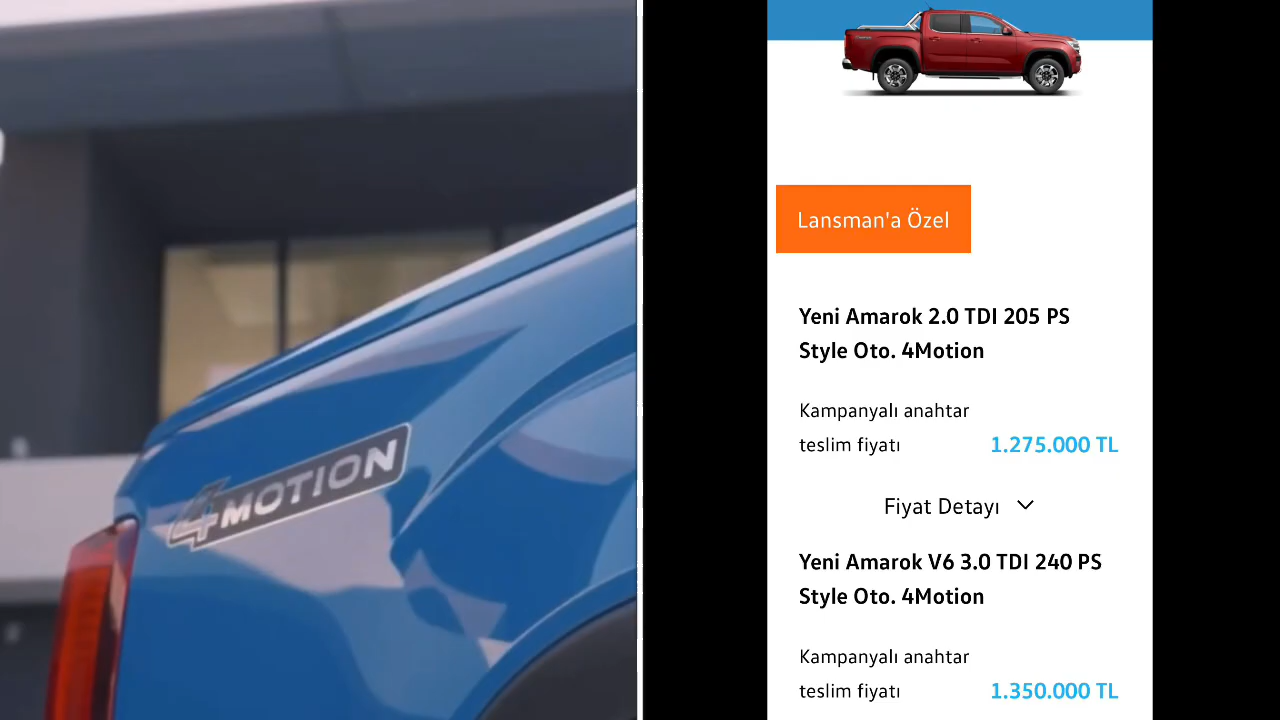 4MOTION
Lansman'a Özel
Yeni Amarok 2.0 TDI 205 PS
Style Oto. 4Motion
Kampanyalı anahtar
teslim fiyatı 1.275.000 TL
Fiyat Detayı
Yeni Amarok V6 3.0 TDI 240 PS
Style Oto. 4Motion
Kampanyalı anahtar
teslim fiyatı 1.350.000 TL